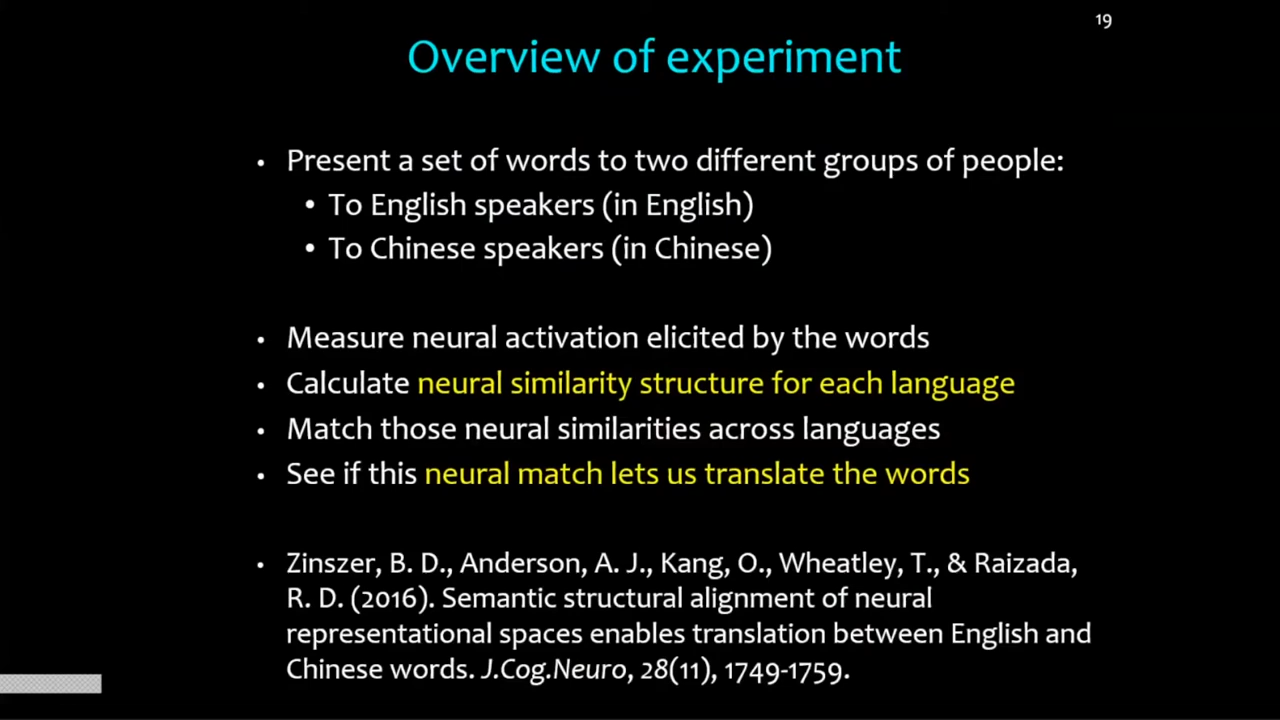 19
Overview of experiment
• Present a set of words to two different groups of people:
• To English speakers (in English)
• To Chinese speakers (in Chinese)
• Measure neural activation elicited by the words
• Calculate neural similarity structure for each language
• Match those neural similarities across languages
• See if this neural match lets us translate the words
• Zinszer, B. D., Anderson, A. J., Kang, O., Wheatley, T., & Raizada,
R. D. (2016). Semantic structural alignment of neural
representational spaces enables translation between English and
Chinese words. J.Cog.Neuro, 28(11), 1749-1759.